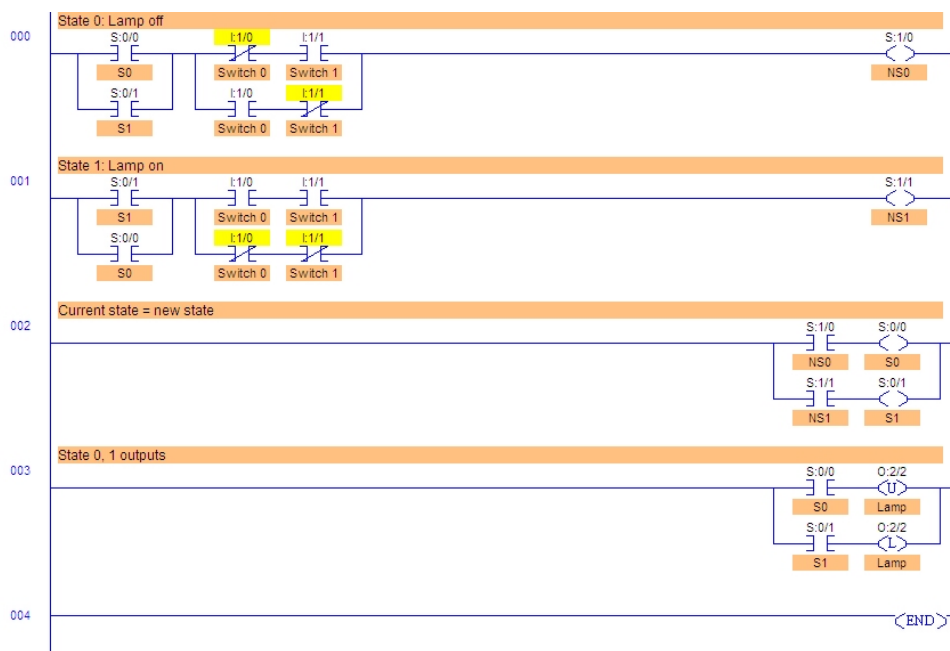 State 0: Lamp off
000
S:0/0 I:1/0 I:1/1 S:1/0
S0 Switch 0 Switch 1 NS0
S:0/1 I:1/0 I:1/1
S1 Switch 0 Switch 1
State 1: Lamp on
001
S:0/1 I:1/0 I:1/1 S:1/1
S1 Switch 0 Switch 1 NS1
S:0/0 I:1/0 I:1/1
S0 Switch 0 Switch 1
Current state = new state
002
S:1/0 S:0/0
NS0 S0
S:1/1 S:0/1
NS1 S1
State 0, 1 outputs
003
S:0/0 O:2/2
U
S0 Lamp
S:0/1 O:2/2
L
S1 Lamp
004
END